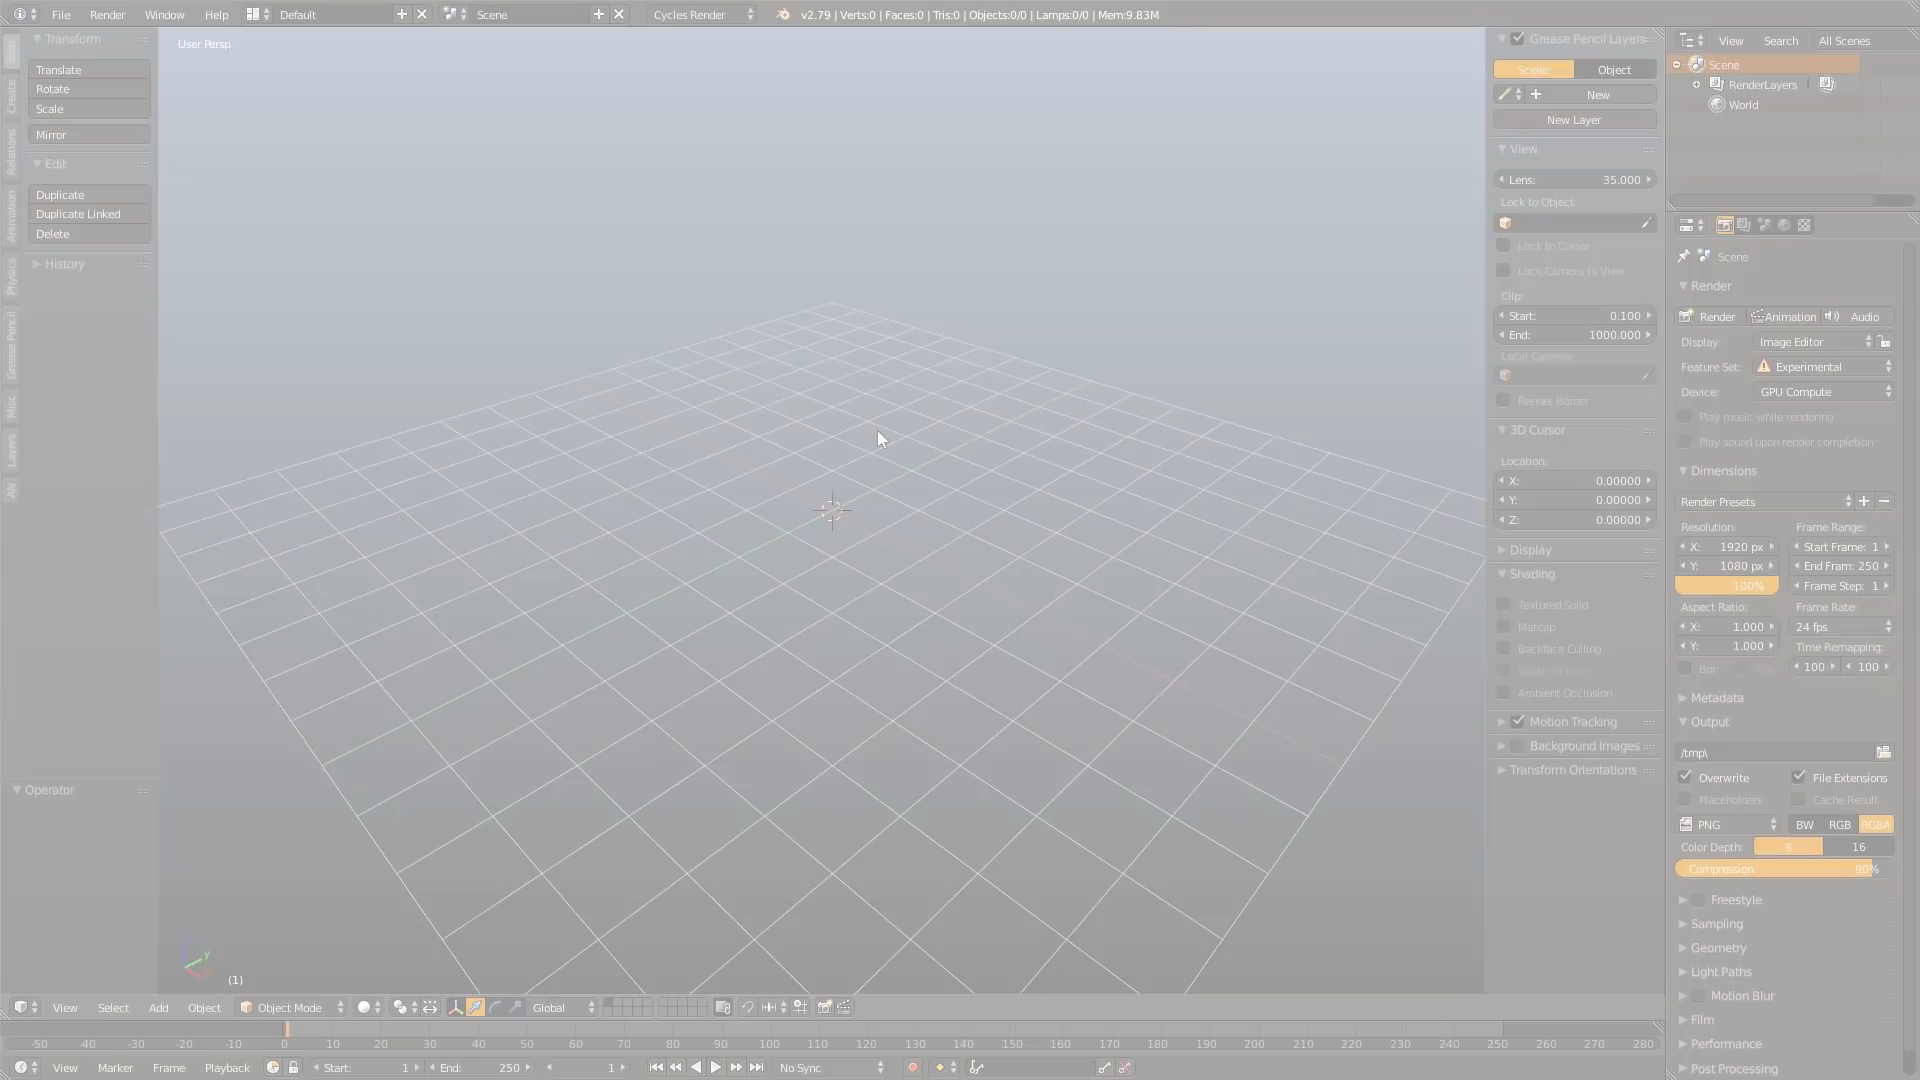 File Render Window Help Default Scene Cycles Render v2.79 | Verts:0 | Faces:0 | Tris:0 | Objects:0/0 | Lamps:0/0 | Mem:9.83M
Transform
Translate
Rotate
Scale
Mirror
Edit
Duplicate
Duplicate Linked
Delete
History
Create
Relations
Animation
Physics
Grease Pencil
Misc
Layers
AN
Operator
User Persp
(1)
Grease Pencil Layers
Scene Object
New
New Layer
View
Lens: 35.000
Lock to Object:
Lock to Cursor
Lock Camera to View
Clip:
Start: 0.100
End: 1000.000
Local Camera:
Render Border
3D Cursor
Location:
X: 0.00000
Y: 0.00000
Z: 0.00000
Display
Shading
Textured Solid
Matcap
Backface Culling
Ambient Occlusion
Motion Tracking
Background Images
Transform Orientations
View Search All Scenes
Scene
RenderLayers |
World
Scene
Render
Render Animation Audio
Display: Image Editor
Feature Set: Experimental
Device: GPU Compute
Play music while rendering
Play sound upon render completion
Dimensions
Render Presets
Resolution: Frame Range:
X: 1920 px Start Frame: 1
Y: 1080 px End Fram: 250
100% Frame Step: 1
Aspect Ratio: Frame Rate:
X: 1.000 24 fps
Y: 1.000 Time Remapping:
Bor 100 100
Metadata
Output
/tmp\
Overwrite File Extensions
Placeholders Cache Result
PNG BW RGB RGBA
Color Depth: 8 16
Compression: 90%
Freestyle
Sampling
Geometry
Light Paths
Motion Blur
Film
Performance
Post Processing
View Select Add Object Object Mode Global
-50 -40 -30 -20 -10 0 10 20 30 40 50 60 70 80 90 100 110 120 130 140 150 160 170 180 190 200 210 220 230 240 250 260 270 280
View Marker Frame Playback Start: 1 End: 250 1 No Sync